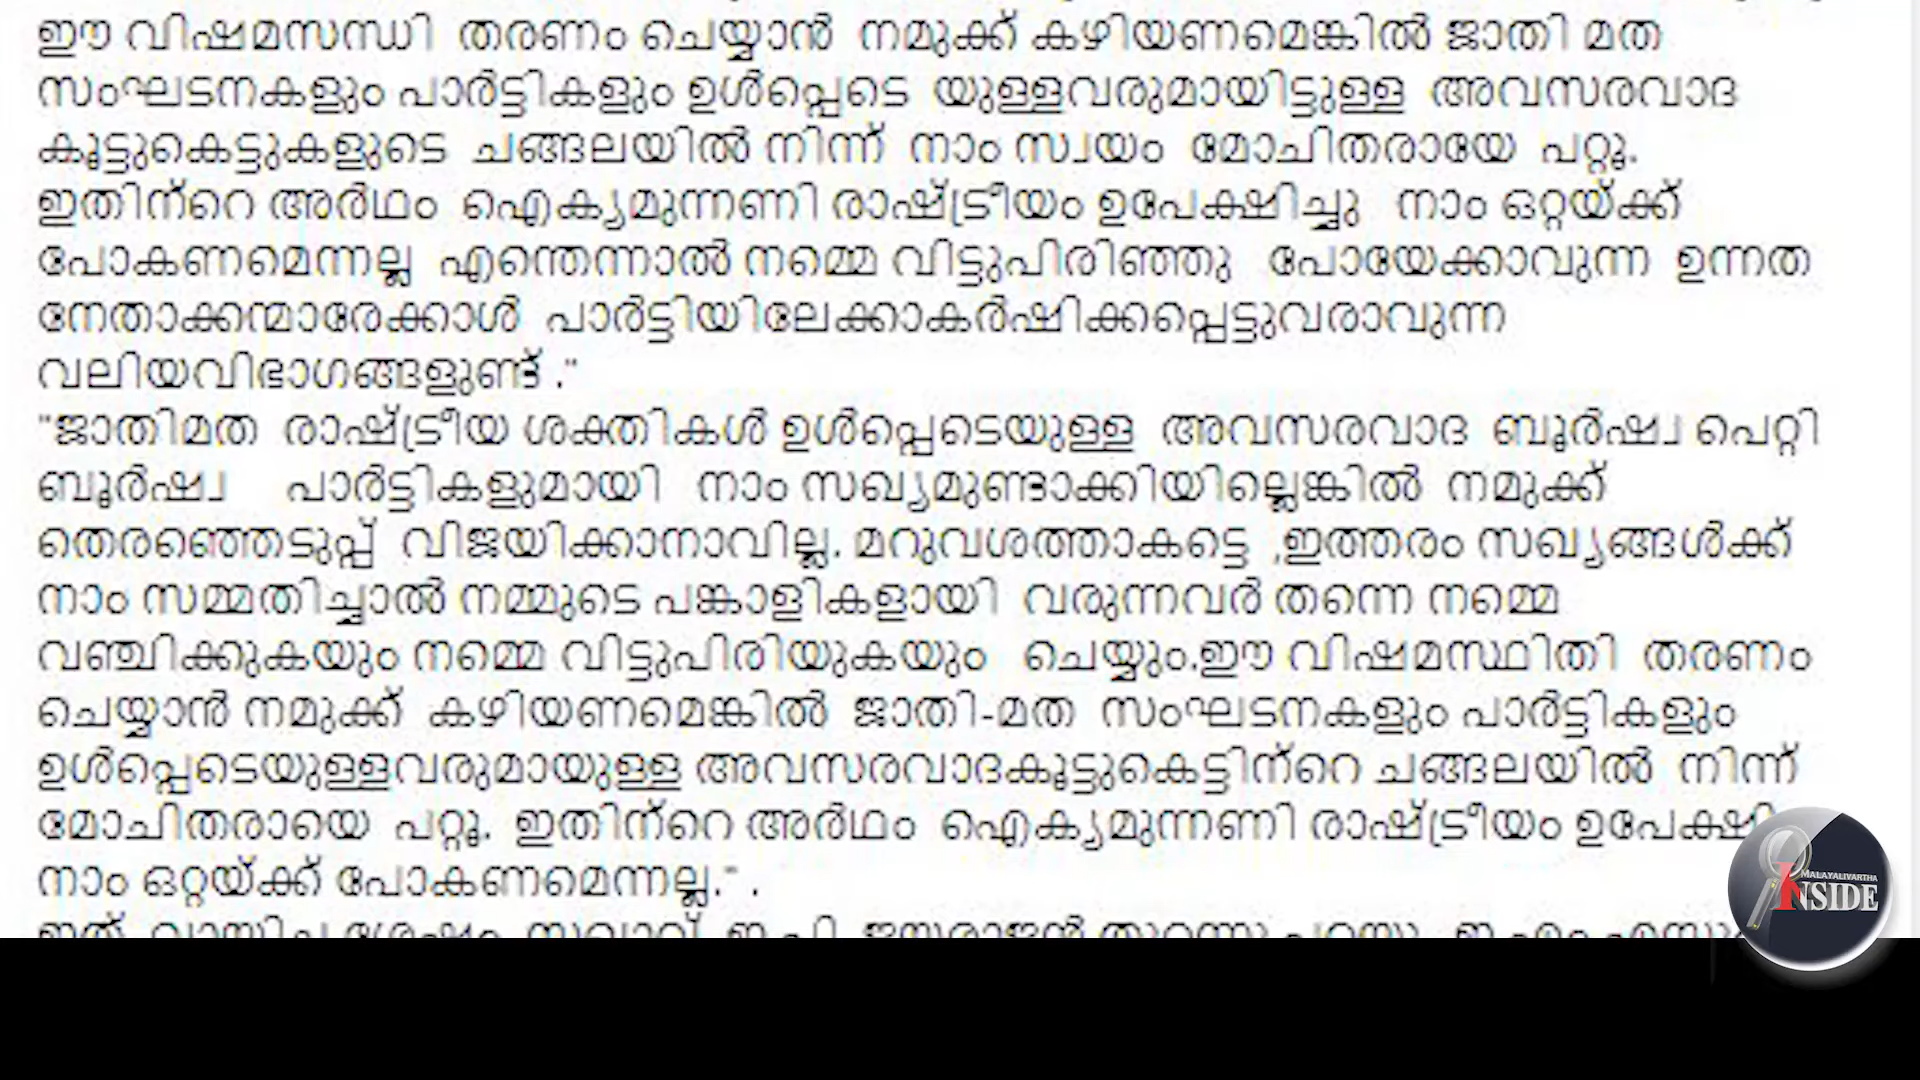 ഈ വിഷമസന്ധി തരണം ചെയ്യാൻ നമുക്ക് കഴിയണമെങ്കിൽ ജാതി മത
സംഘടനകളും പാർട്ടികളും ഉൾപ്പെടെ യുള്ളവരുമായിട്ടുള്ള അവസരവാദ
കൂട്ടുകെട്ടുകളുടെ ചങ്ങലയിൽ നിന്ന് നാം സ്വയം മോചിതരായേ പറ്റൂ.
ഇതിന്റെ അർഥം ഐക്യമുന്നണി രാഷ്ട്രീയം ഉപേക്ഷിച്ചു നാം ഒറ്റയ്ക്ക്
പോകണമെന്നല്ല എന്തെന്നാൽ നമ്മെ വിട്ടുപിരിഞ്ഞു പോയേക്കാവുന്ന ഉന്നത
നേതാക്കന്മാരേക്കാൾ പാർട്ടിയിലേക്കാകർഷിക്കപ്പെട്ടുവരാവുന്ന
വലിയവിഭാഗങ്ങളുണ്ട് ."
"ജാതിമത രാഷ്ട്രീയ ശക്തികൾ ഉൾപ്പെടെയുള്ള അവസരവാദ ബൂർഷ്വ പെറ്റി
ബൂർഷ്വ പാർട്ടികളുമായി നാം സഖ്യമുണ്ടാക്കിയില്ലെങ്കിൽ നമുക്ക്
തെരഞ്ഞെടുപ്പ് വിജയിക്കാനാവില്ല. മറുവശത്താകട്ടെ ,ഇത്തരം സഖ്യങ്ങൾക്ക്
നാം സമ്മതിച്ചാൽ നമ്മുടെ പങ്കാളികളായി വരുന്നവർ തന്നെ നമ്മെ
വഞ്ചിക്കുകയും നമ്മെ വിട്ടുപിരിയുകയും ചെയ്യും.ഈ വിഷമസ്ഥിതി തരണം
ചെയ്യാൻ നമുക്ക് കഴിയണമെങ്കിൽ ജാതി-മത സംഘടനകളും പാർട്ടികളും
ഉൾപ്പെടെയുള്ളവരുമായുള്ള അവസരവാദകൂട്ടുകെട്ടിന്റെ ചങ്ങലയിൽ നിന്ന്
മോചിതരായെ പറ്റൂ. ഇതിന്റെ അർഥം ഐക്യമുന്നണി രാഷ്ട്രീയം
നാം ഒറ്റയ്ക്ക് പോകണമെന്നല്ല." .
MALAYALIVARTHA
INSIDE